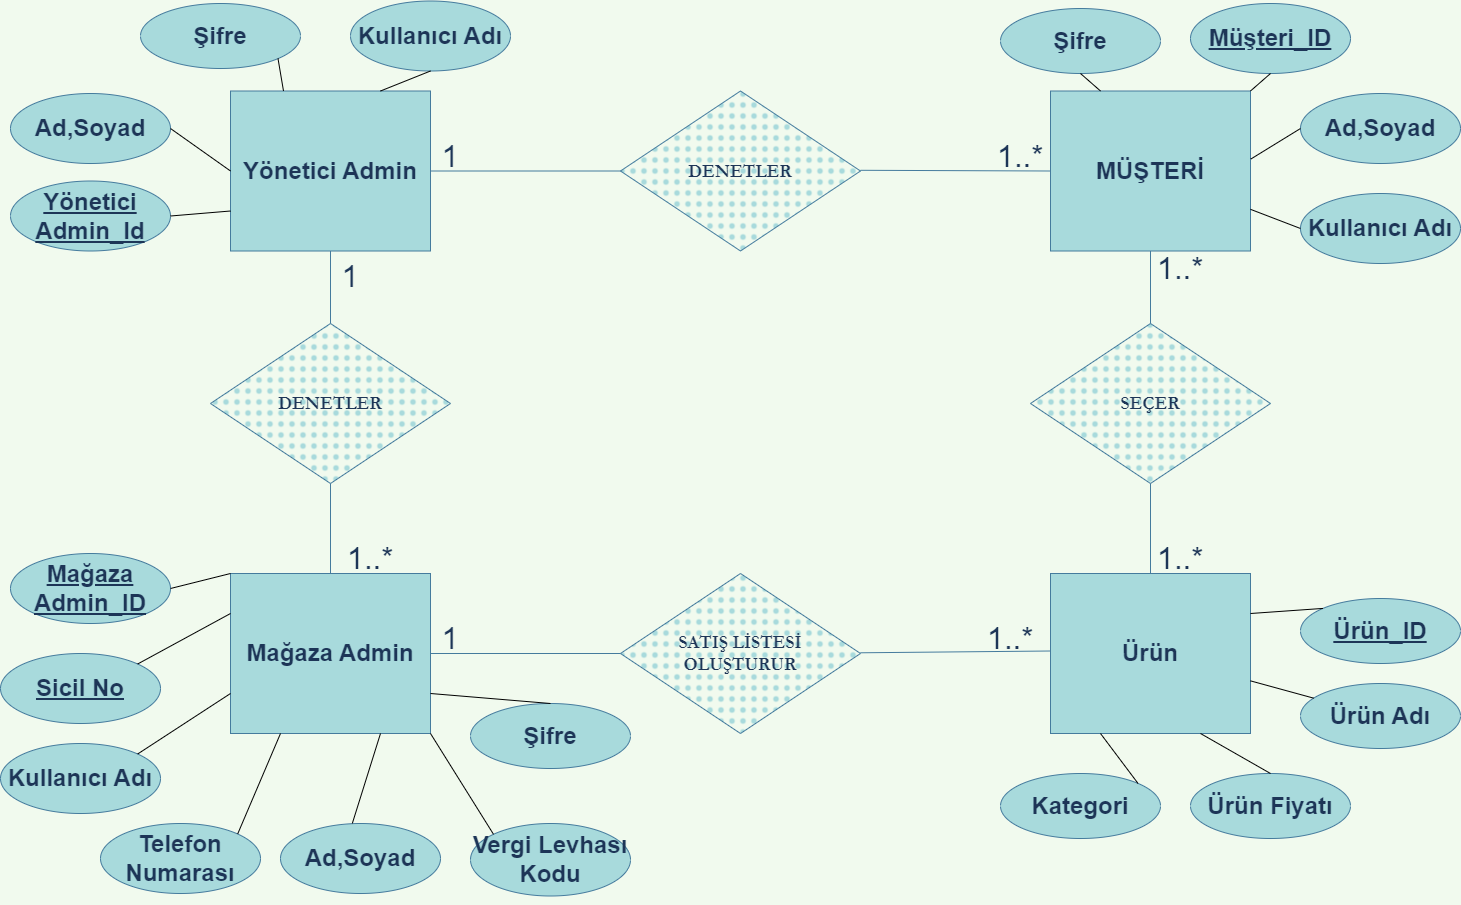 Şifre
Kullanıcı Adı
Şifre
Müşteri_ID
Ad,Soyad
Yönetici Admin
1
DENETLER
1..*
MÜŞTERİ
Ad,Soyad
Yönetici
Admin_Id
Kullanıcı Adı
1
1..*
DENETLER
SEÇER
1..*
1..*
Mağaza
Admin_ID
Mağaza Admin
1
SATIŞ LİSTESİ
OLUŞTURUR
1..*
Ürün
Ürün_ID
Sicil No
Şifre
Ürün Adı
Kullanıcı Adı
Kategori
Ürün Fiyatı
Telefon
Numarası
Ad,Soyad
Vergi Levhası
Kodu